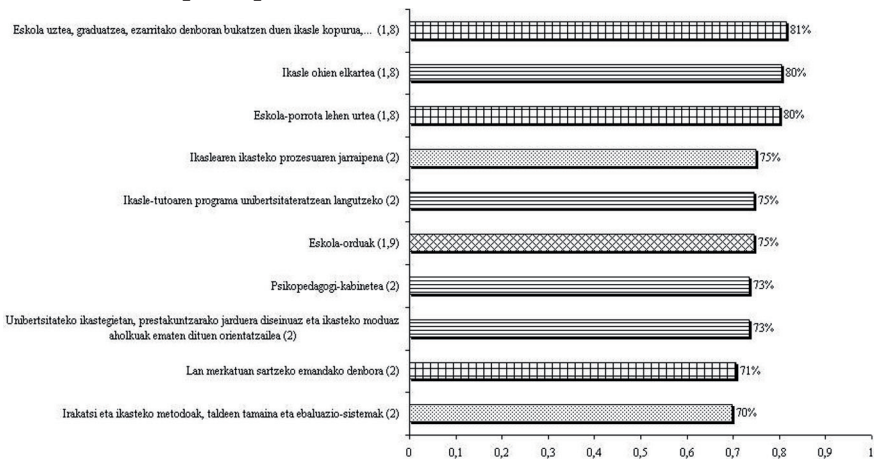 Eskola uztea, graduatzea, ezarritako denboran bukatzen duen ikasle kopurua,... (1,8)
81%
Ikasle ohien elkartea (1,8)
80%
Eskola-porrota lehen urtea (1,8)
80%
Ikaslearen ikasteko prozesuaren jarraipena (2)
75%
Ikasle-tutoaren programa unibertsitateratzean langutzeko (2)
75%
Eskola-orduak (1,9)
75%
Psikopedagogi-kabinetea (2)
73%
Unibertsitateko ikastegietan, prestakuntzarako jarduera diseinuaz eta ikasteko moduaz
aholkuak ematen dituen orientatzailea (2)
73%
Lan merkatuan sartzeko emandako denbora (2)
71%
Irakatsi eta ikasteko metodoak, taldeen tamaina eta ebaluazio-sistemak (2)
70%
0 0,1 0,2 0,3 0,4 0,5 0,6 0,7 0,8 0,9 1